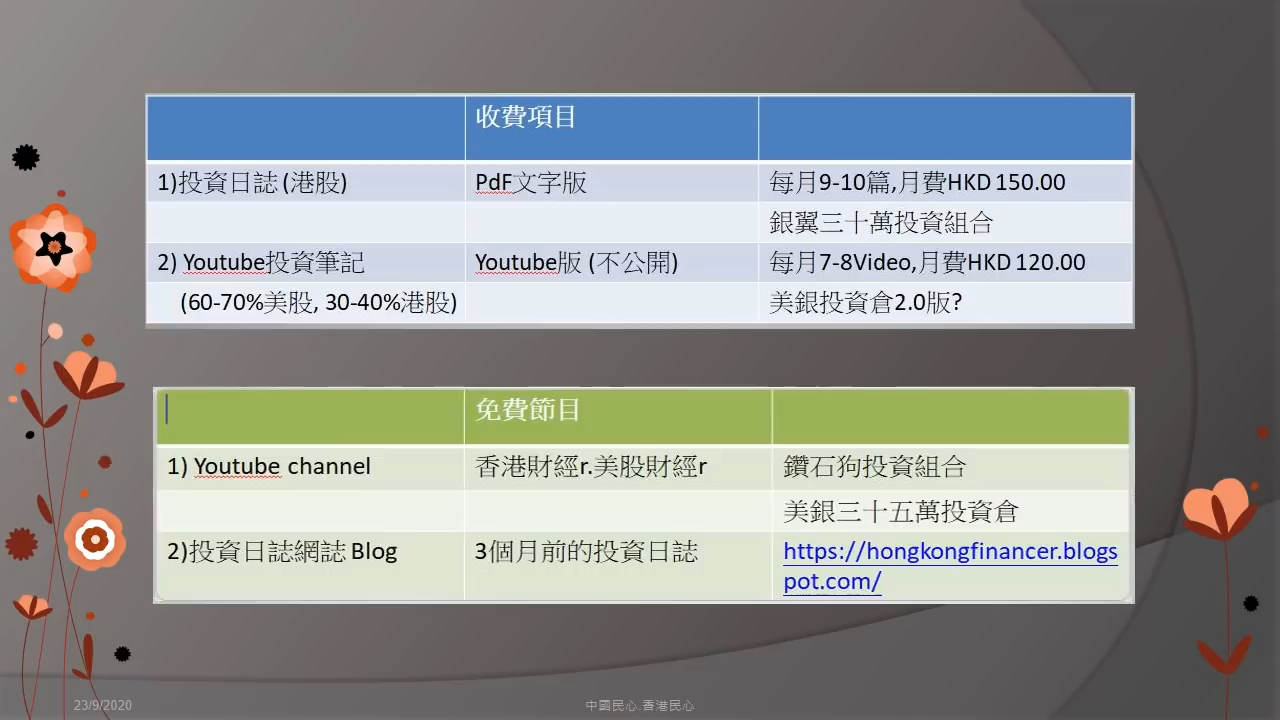 收費項目
1)投資日誌 (港股) PdF文字版 每月9-10篇,月費HKD 150.00
銀翼三十萬投資組合
2) Youtube投資筆記 Youtube版 (不公開) 每月7-8Video,月費HKD 120.00
(60-70%美股, 30-40%港股) 美銀投資倉2.0版?
免費節目
1) Youtube channel 香港財經r.美股財經r 鑽石狗投資組合
美銀三十五萬投資倉
2)投資日誌網誌 Blog 3個月前的投資日誌 https://hongkongfinancer.blogs
pot.com/
23/9/2020 中國民心.香港民心